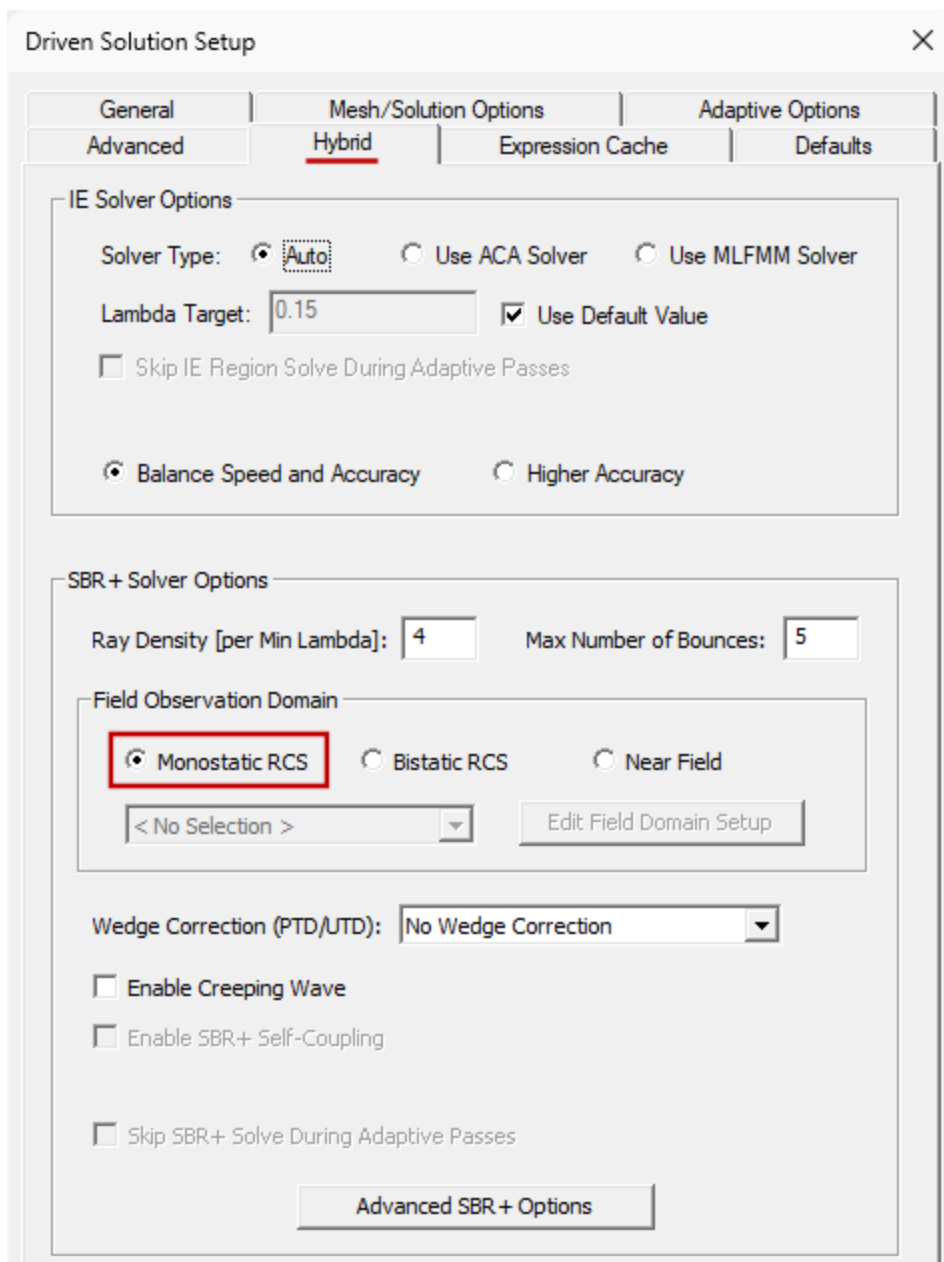 Driven Solution Setup
General Mesh/Solution Options Adaptive Options
Advanced Hybrid Expression Cache Defaults
IE Solver Options
Solver Type: Auto Use ACA Solver Use MLFMM Solver
Lambda Target: 0.15 Use Default Value
Skip IE Region Solve During Adaptive Passes
Balance Speed and Accuracy Higher Accuracy
SBR+ Solver Options
Ray Density [per Min Lambda]: 4 Max Number of Bounces: 5
Field Observation Domain
Monostatic RCS Bistatic RCS Near Field
< No Selection > Edit Field Domain Setup
Wedge Correction (PTD/UTD): No Wedge Correction
Enable Creeping Wave
Enable SBR+ Self-Coupling
Skip SBR+ Solve During Adaptive Passes
Advanced SBR+ Options